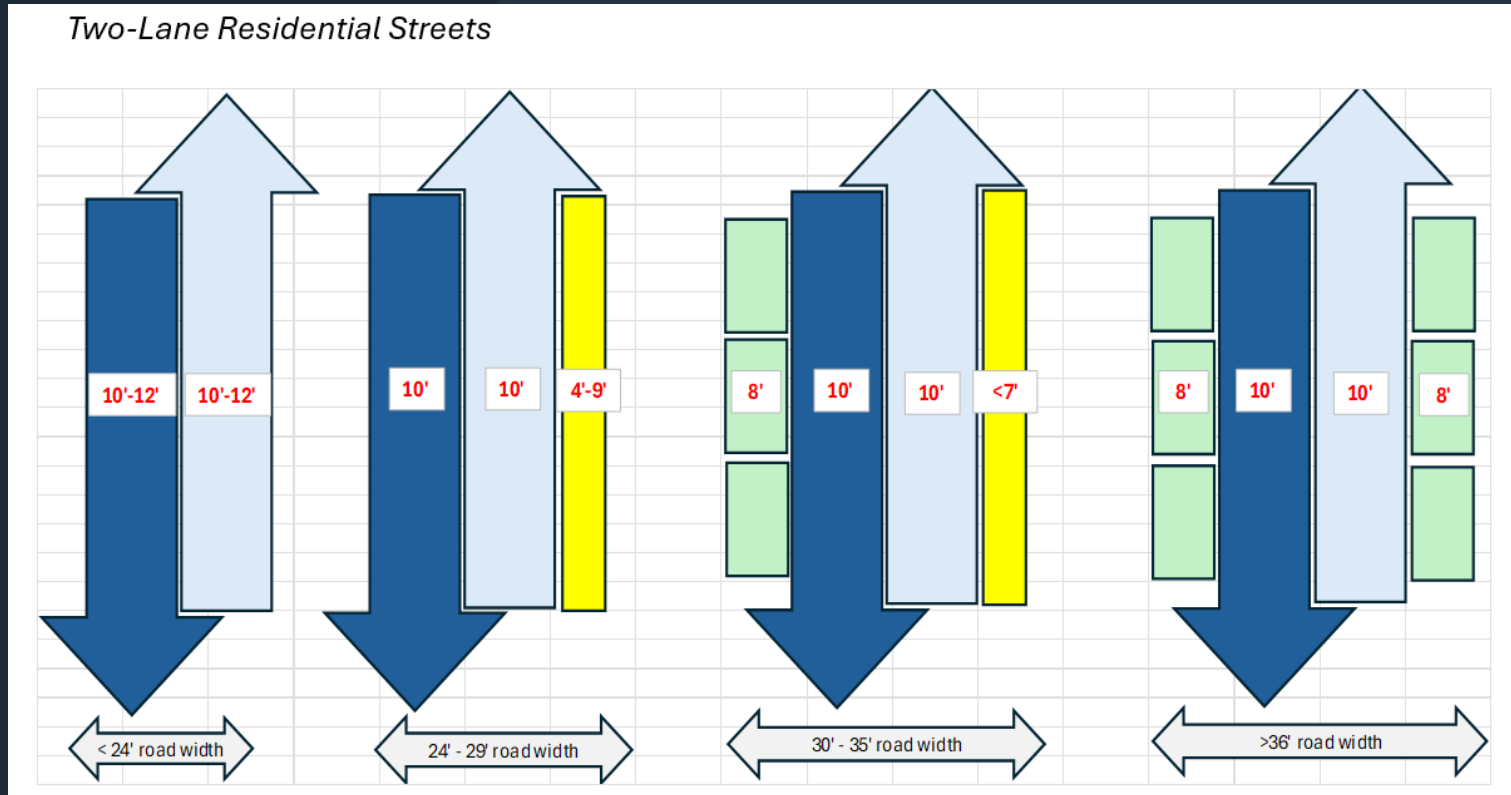 Two-Lane Residential Streets
10'-12'
10'-12'
10'
10'
4'-9'
8'
10'
10'
<7'
8'
10'
10'
8'
< 24' road width
24' - 29' road width
30' - 35' road width
>36' road width